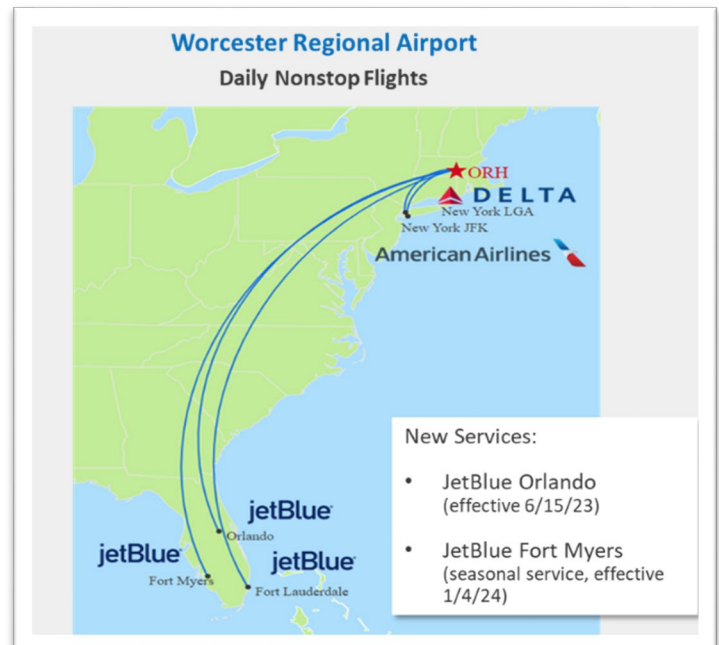 Worcester Regional Airport
Daily Nonstop Flights
ORH
DELTA
New York LGA
New York JFK
American Airlines
New Services:
• JetBlue Orlando
(effective 6/15/23)
• JetBlue Fort Myers
(seasonal service, effective
1/4/24)
jetBlue
Orlando
jetBlue
Fort Myers
jetBlue
Fort Lauderdale